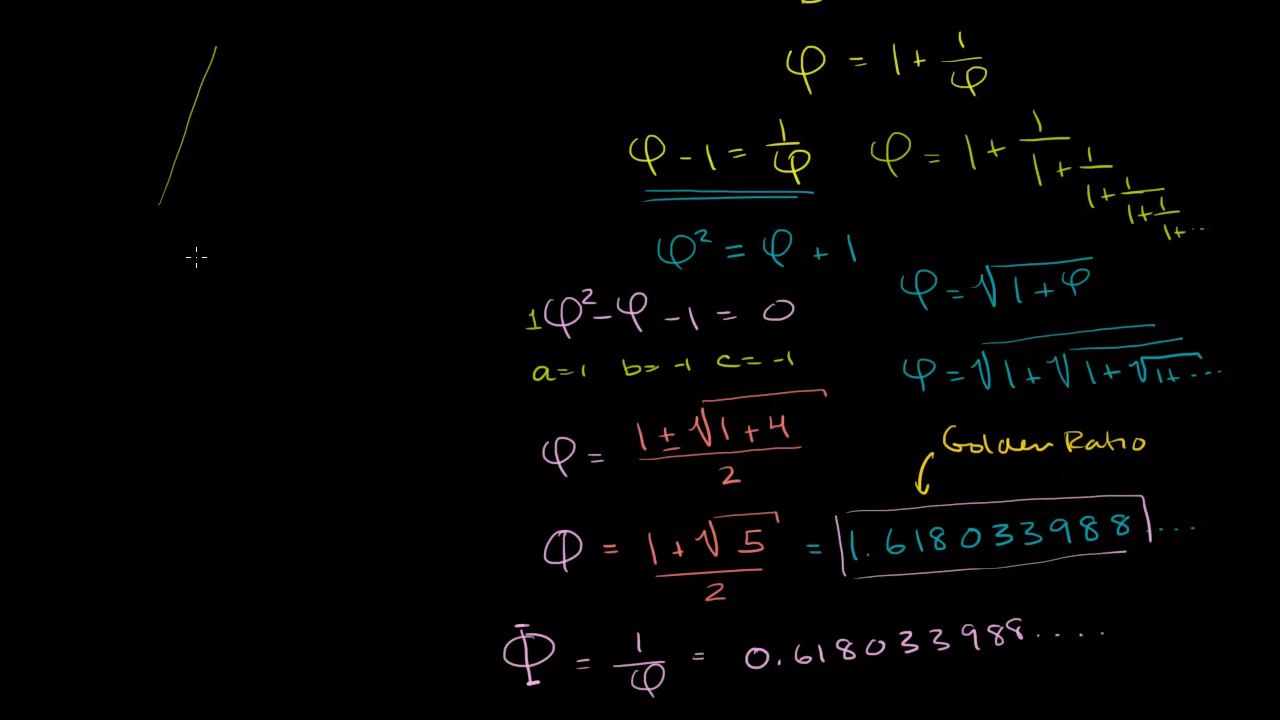 φ = 1 + 1/φ
φ - 1 = 1/φ
φ = 1 + 1/(1 + 1/(1 + 1/(1 + 1/(1 + ...
φ² = φ + 1
φ = √(1 + φ)
1φ² - φ - 1 = 0
a = 1 b = -1 c = -1
φ = √(1 + √(1 + √(1 + ...
φ = (1 ± √(1 + 4))/2
Golden Ratio
φ = (1 + √5)/2 = 1.618033988 ...
Φ = 1/φ = 0.618033988 ....